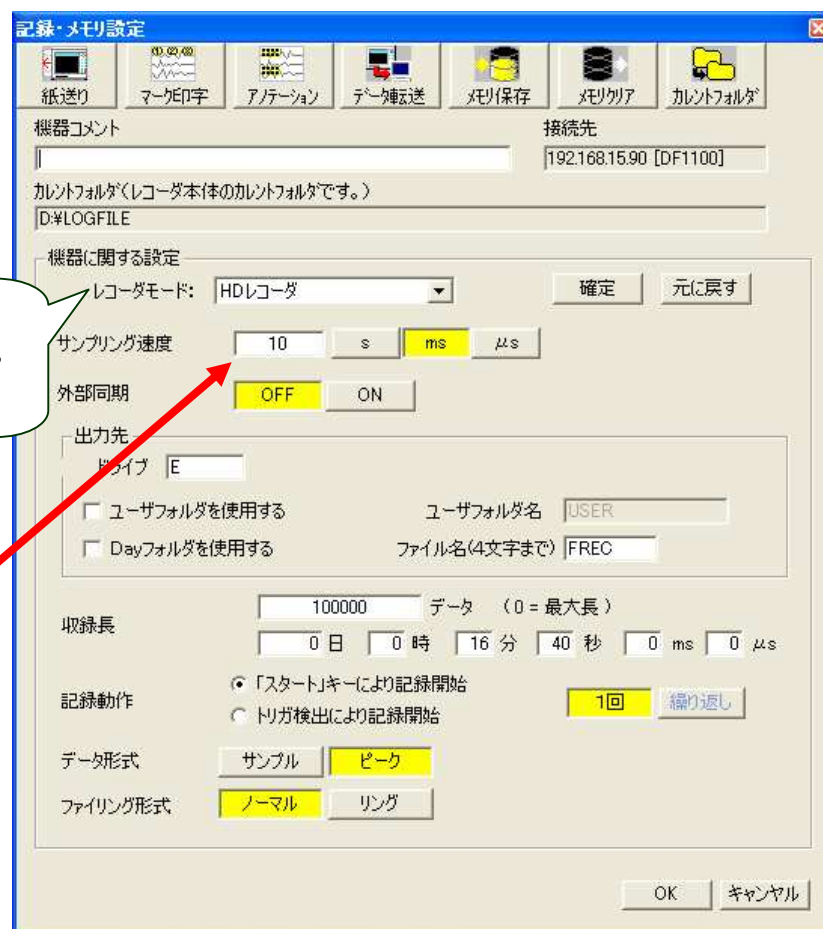 記録・メモリ設定
紙送り マーク印字 アノテーション データ転送 メモリ保存 メモリクリア カレントフォルダ
機器コメント 接続先
192.168.15.90 [DF1100]
カレントフォルダ(レコーダ本体のカレントフォルダです。)
D:¥LOGFILE
機器に関する設定
レコーダモード: HDレコーダ 確定 元に戻す
サンプリング速度 10 s ms μs
外部同期 OFF ON
出力先
ドライブ E
ユーザフォルダを使用する ユーザフォルダ名 USER
Dayフォルダを使用する ファイル名(4文字まで) FREC
収録長 100000 データ (0=最大長)
0 日 0 時 16 分 40 秒 0 ms 0 μs
記録動作 「スタート」キーにより記録開始
トリガ検出により記録開始 1回 繰り返し
データ形式 サンプル ピーク
ファイリング形式 ノーマル リング
OK キャンヤル